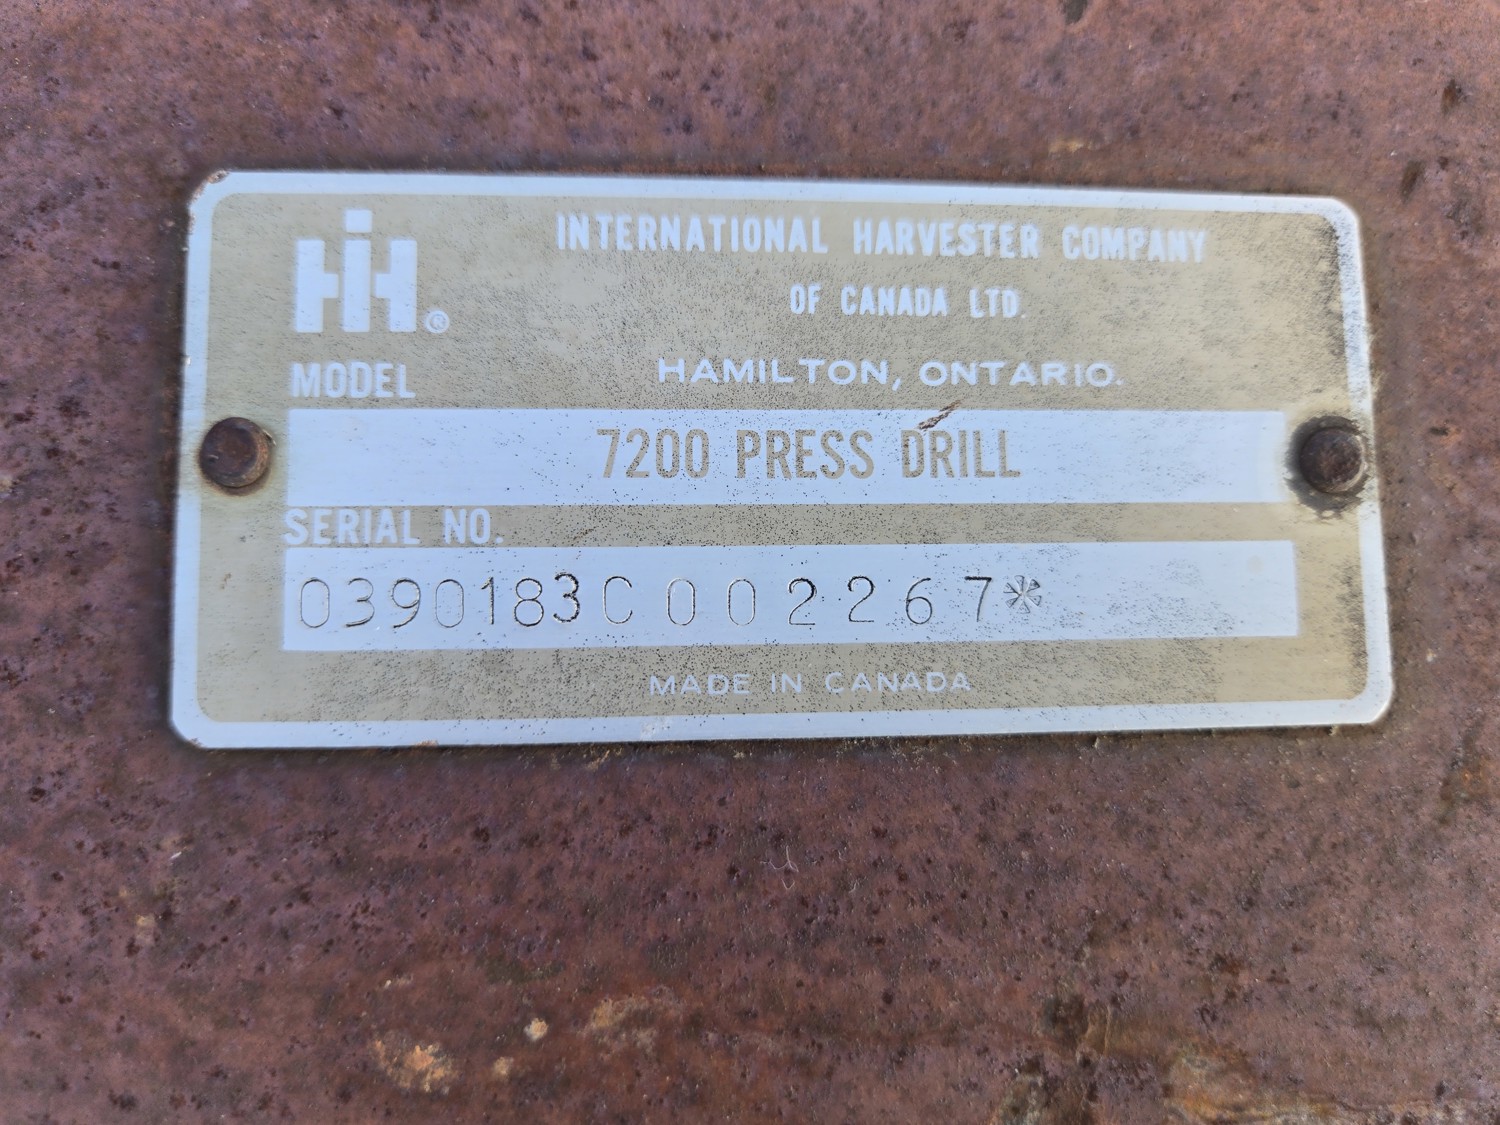 IH ®
INTERNATIONAL HARVESTER COMPANY
OF CANADA LTD.
HAMILTON, ONTARIO.
MODEL
7200 PRESS DRILL
SERIAL NO.
0390183C002267*
MADE IN CANADA